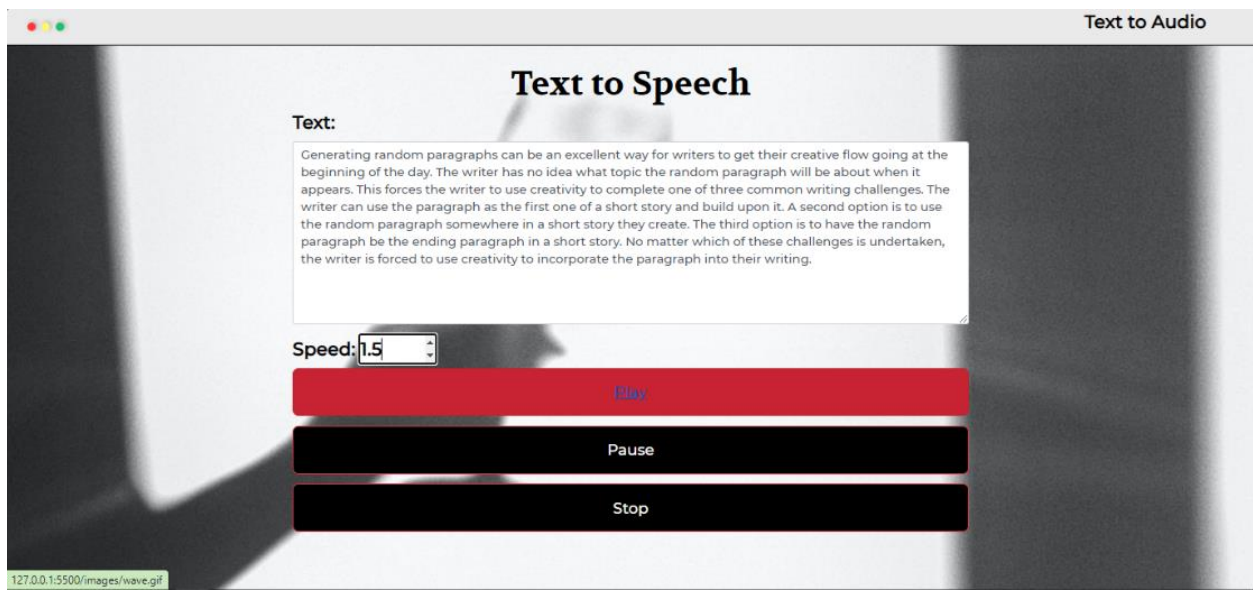 Text to Audio
Text to Speech
Text:
Generating random paragraphs can be an excellent way for writers to get their creative flow going at the
beginning of the day. The writer has no idea what topic the random paragraph will be about when it
appears. This forces the writer to use creativity to complete one of three common writing challenges. The
writer can use the paragraph as the first one of a short story and build upon it. A second option is to use
the random paragraph somewhere in a short story they create. The third option is to have the random
paragraph be the ending paragraph in a short story. No matter which of these challenges is undertaken,
the writer is forced to use creativity to incorporate the paragraph into their writing.
Speed: 1.5
Play
Pause
Stop
127.0.0.1:5500/images/wave.gif